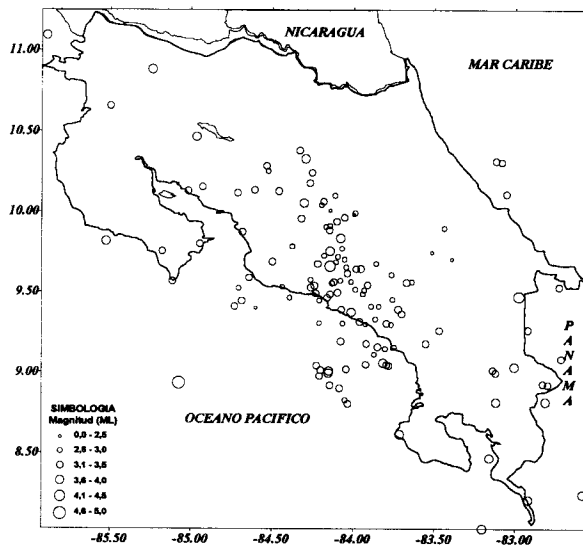 11.00
NICARAGUA
MAR CARIBE
10.50
10.00
9.50
9.00
8.50
P
A
N
A
M
A
SIMBOLOGIA
Magnitud (ML)
0,0 - 2,5
2,5 - 3,0
3,1 - 3,5
3,6 - 4,0
4,1 - 4,5
4,6 - 5,0
OCEANO PACIFICO
-85.50
-85.00
-84.50
-84.00
-83.50
-83.00